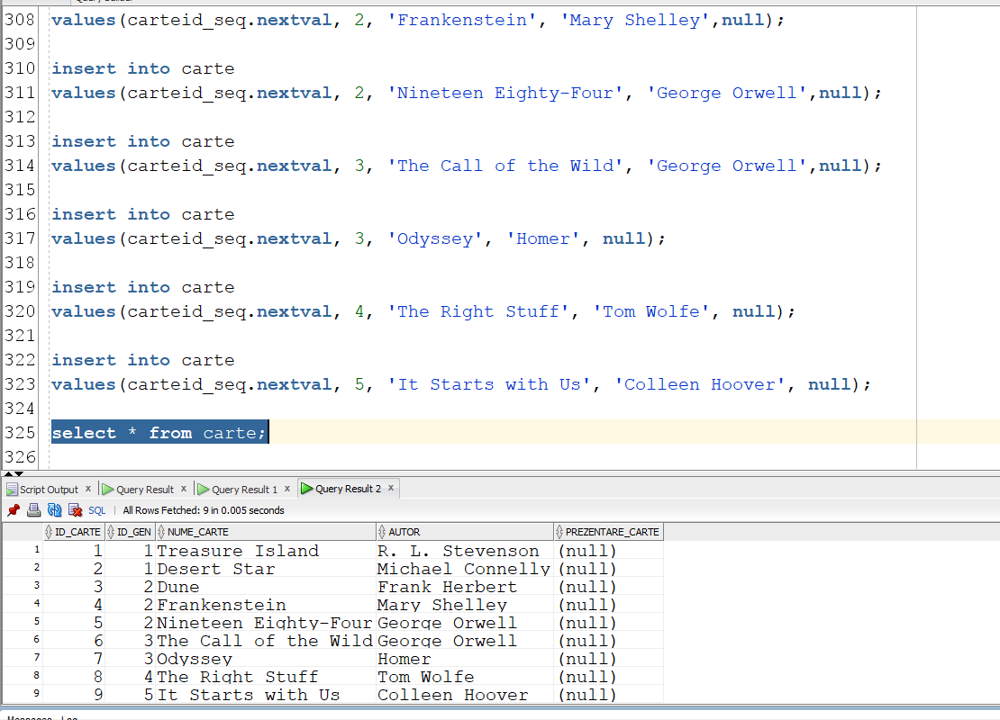 Query Builder
308 values(carteid_seq.nextval, 2, 'Frankenstein', 'Mary Shelley',null);
309
310 insert into carte
311 values(carteid_seq.nextval, 2, 'Nineteen Eighty-Four', 'George Orwell',null);
312
313 insert into carte
314 values(carteid_seq.nextval, 3, 'The Call of the Wild', 'George Orwell',null);
315
316 insert into carte
317 values(carteid_seq.nextval, 3, 'Odyssey', 'Homer', null);
318
319 insert into carte
320 values(carteid_seq.nextval, 4, 'The Right Stuff', 'Tom Wolfe', null);
321
322 insert into carte
323 values(carteid_seq.nextval, 5, 'It Starts with Us', 'Colleen Hoover', null);
324
325 select * from carte;
326
Script Output x Query Result x Query Result 1 x Query Result 2 x
SQL | All Rows Fetched: 9 in 0.005 seconds
ID_CARTE ID_GEN NUME_CARTE AUTOR PREZENTARE_CARTE
1 1 1 Treasure Island R. L. Stevenson (null)
2 2 1 Desert Star Michael Connelly (null)
3 3 2 Dune Frank Herbert (null)
4 4 2 Frankenstein Mary Shelley (null)
5 5 2 Nineteen Eighty-Four George Orwell (null)
6 6 3 The Call of the Wild George Orwell (null)
7 7 3 Odyssey Homer (null)
8 8 4 The Right Stuff Tom Wolfe (null)
9 9 5 It Starts with Us Colleen Hoover (null)
Messages - Log